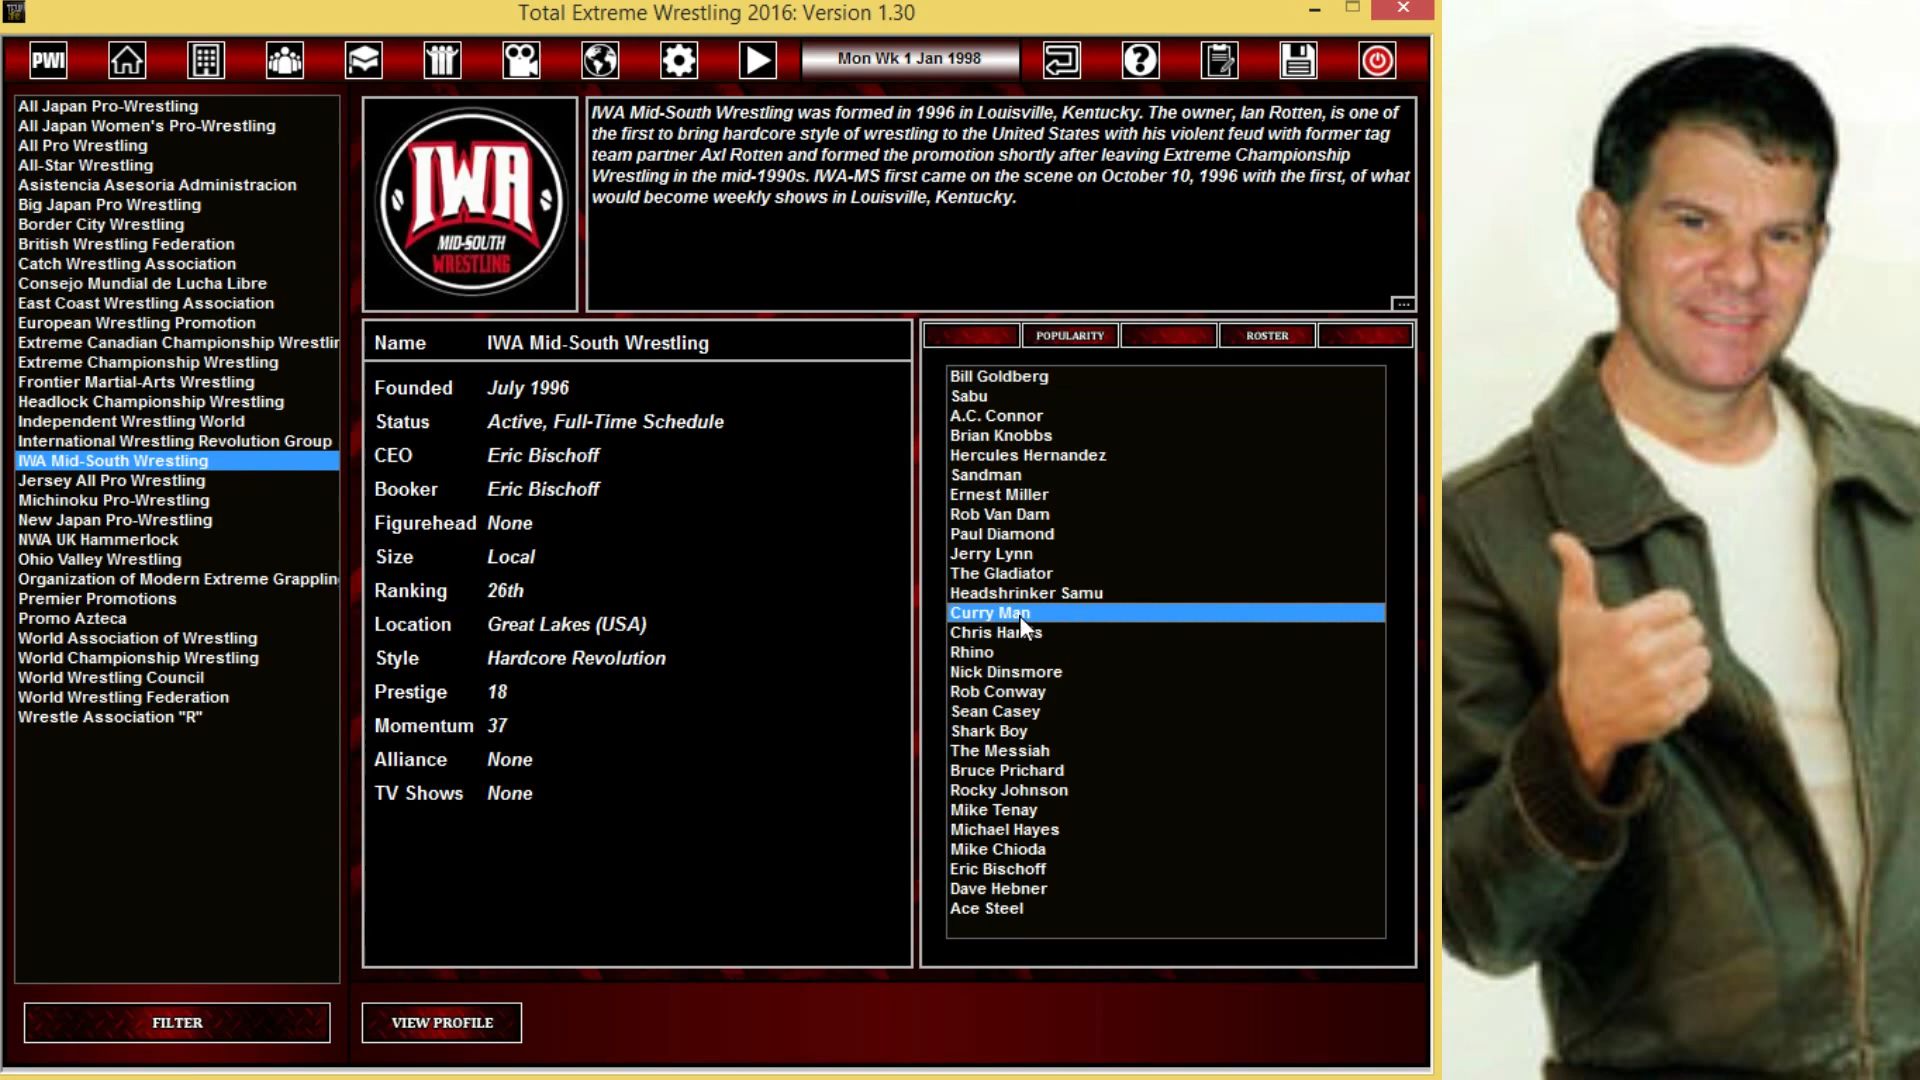 Total Extreme Wrestling 2016: Version 1.30
PWI
Mon Wk 1 Jan 1998
All Japan Pro-Wrestling
All Japan Women's Pro-Wrestling
All Pro Wrestling
All-Star Wrestling
Asistencia Asesoria Administracion
Big Japan Pro Wrestling
Border City Wrestling
British Wrestling Federation
Catch Wrestling Association
Consejo Mundial de Lucha Libre
East Coast Wrestling Association
European Wrestling Promotion
Extreme Canadian Championship Wrestlin
Extreme Championship Wrestling
Frontier Martial-Arts Wrestling
Headlock Championship Wrestling
Independent Wrestling World
International Wrestling Revolution Group
IWA Mid-South Wrestling
Jersey All Pro Wrestling
Michinoku Pro-Wrestling
New Japan Pro-Wrestling
NWA UK Hammerlock
Ohio Valley Wrestling
Organization of Modern Extreme Grapplin
Premier Promotions
Promo Azteca
World Association of Wrestling
World Championship Wrestling
World Wrestling Council
World Wrestling Federation
Wrestle Association "R"
FILTER
IWA
MID-SOUTH
WRESTLING
IWA Mid-South Wrestling was formed in 1996 in Louisville, Kentucky. The owner, Ian Rotten, is one of
the first to bring hardcore style of wrestling to the United States with his violent feud with former tag
team partner Axl Rotten and formed the promotion shortly after leaving Extreme Championship
Wrestling in the mid-1990s. IWA-MS first came on the scene on October 10, 1996 with the first, of what
would become weekly shows in Louisville, Kentucky.
...
Name IWA Mid-South Wrestling
Founded July 1996
Status Active, Full-Time Schedule
CEO Eric Bischoff
Booker Eric Bischoff
Figurehead None
Size Local
Ranking 26th
Location Great Lakes (USA)
Style Hardcore Revolution
Prestige 18
Momentum 37
Alliance None
TV Shows None
VIEW PROFILE
POPULARITY
ROSTER
Bill Goldberg
Sabu
A.C. Connor
Brian Knobbs
Hercules Hernandez
Sandman
Ernest Miller
Rob Van Dam
Paul Diamond
Jerry Lynn
The Gladiator
Headshrinker Samu
Curry Man
Chris
Rhino
Nick Dinsmore
Rob Conway
Sean Casey
Shark Boy
The Messiah
Bruce Prichard
Rocky Johnson
Mike Tenay
Michael Hayes
Mike Chioda
Eric Bischoff
Dave Hebner
Ace Steel